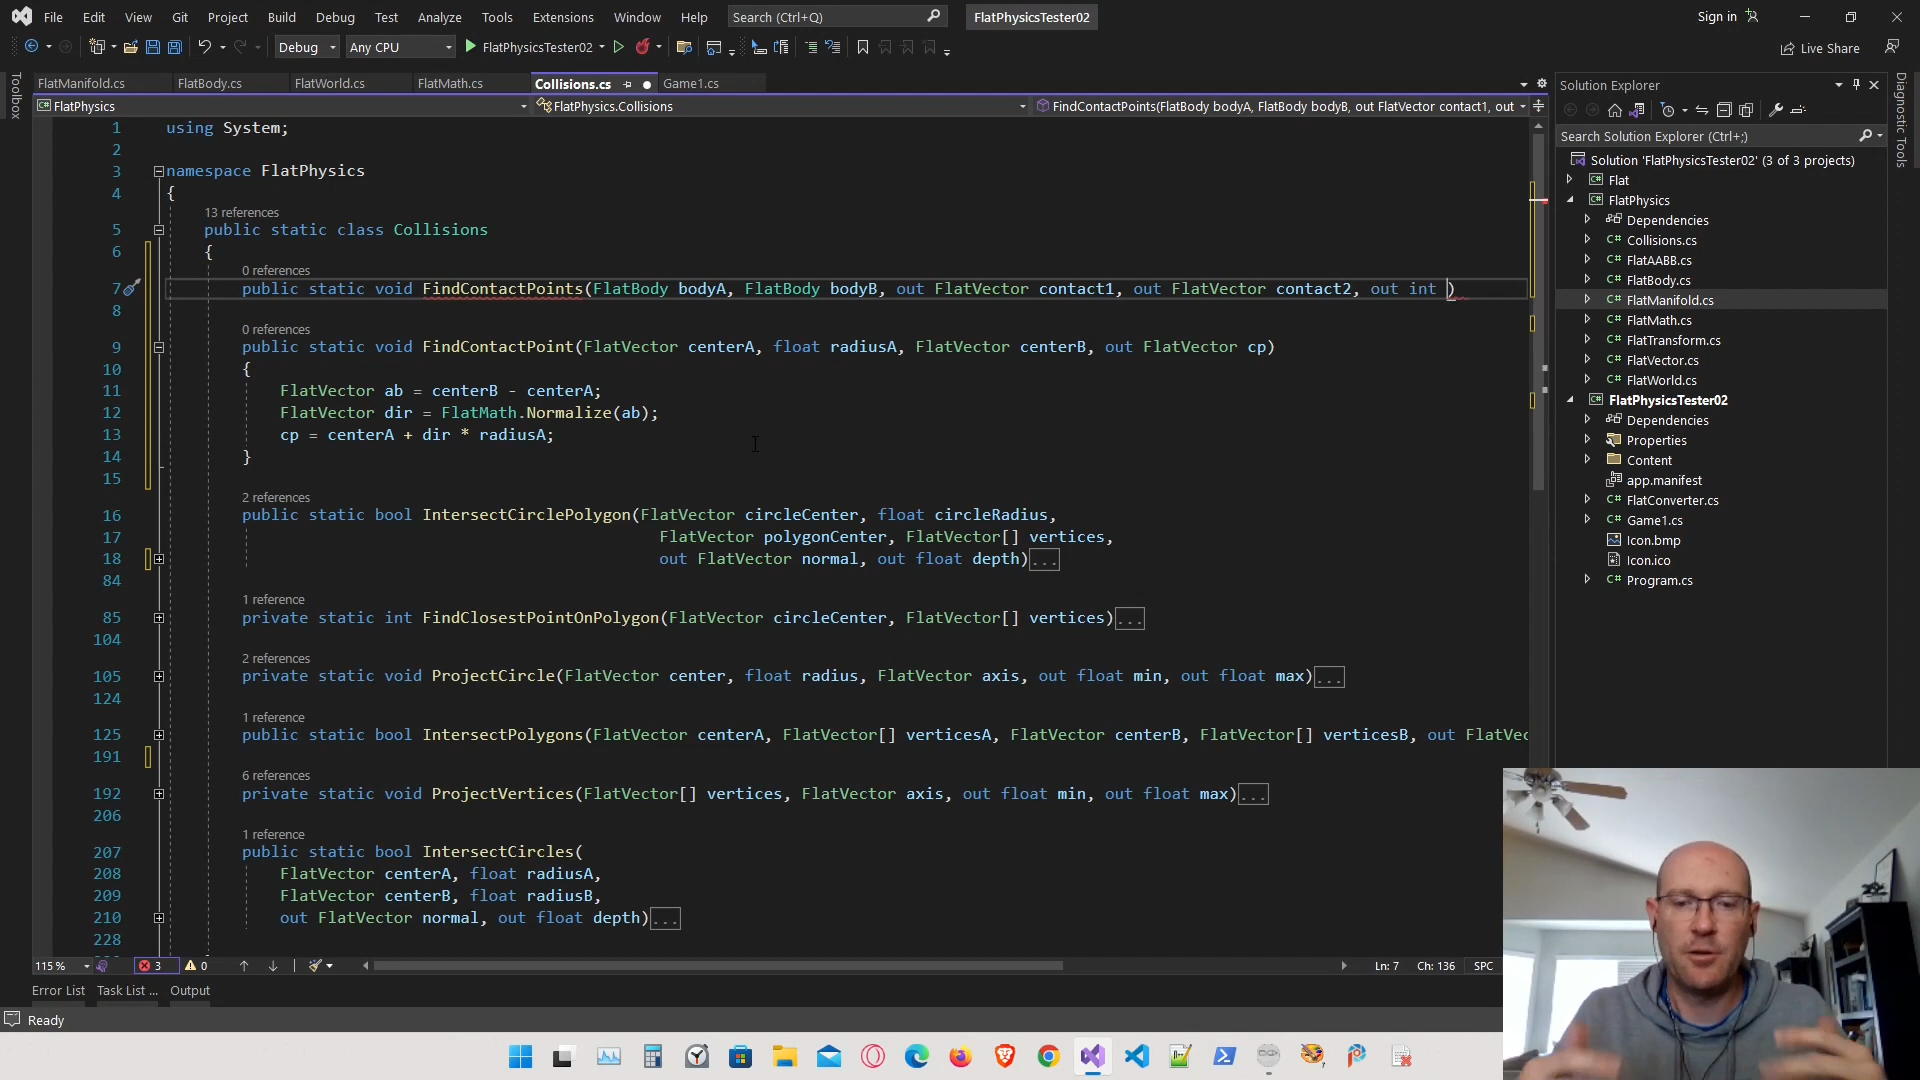 File Edit View Git Project Build Debug Test Analyze Tools Extensions Window Help Search (Ctrl+Q) FlatPhysicsTester02 Sign in
Debug Any CPU FlatPhysicsTester02 Live Share
FlatManifold.cs FlatBody.cs FlatWorld.cs FlatMath.cs Collisions.cs Game1.cs
FlatPhysics FlatPhysics.Collisions FindContactPoints(FlatBody bodyA, FlatBody bodyB, out FlatVector contact1, out
Toolbox
1 using System;
2
3 namespace FlatPhysics
4 {
13 references
5 public static class Collisions
6 {
0 references
7 public static void FindContactPoints(FlatBody bodyA, FlatBody bodyB, out FlatVector contact1, out FlatVector contact2, out int )
8
0 references
9 public static void FindContactPoint(FlatVector centerA, float radiusA, FlatVector centerB, out FlatVector cp)
10 {
11 FlatVector ab = centerB - centerA;
12 FlatVector dir = FlatMath.Normalize(ab);
13 cp = centerA + dir * radiusA;
14 }
15
2 references
16 public static bool IntersectCirclePolygon(FlatVector circleCenter, float circleRadius,
17 FlatVector polygonCenter, FlatVector[] vertices,
18 out FlatVector normal, out float depth)...
84
1 reference
85 private static int FindClosestPointOnPolygon(FlatVector circleCenter, FlatVector[] vertices)...
104
2 references
105 private static void ProjectCircle(FlatVector center, float radius, FlatVector axis, out float min, out float max)...
124
1 reference
125 public static bool IntersectPolygons(FlatVector centerA, FlatVector[] verticesA, FlatVector centerB, FlatVector[] verticesB, out FlatVec
191
6 references
192 private static void ProjectVertices(FlatVector[] vertices, FlatVector axis, out float min, out float max)...
206
1 reference
207 public static bool IntersectCircles(
208 FlatVector centerA, float radiusA,
209 FlatVector centerB, float radiusB,
210 out FlatVector normal, out float depth)...
228
115 % 3 0 Ln: 7 Ch: 136 SPC
Error List Task List ... Output
Ready
Solution Explorer
Search Solution Explorer (Ctrl+;)
Solution 'FlatPhysicsTester02' (3 of 3 projects)
Flat
FlatPhysics
Dependencies
Collisions.cs
FlatAABB.cs
FlatBody.cs
FlatManifold.cs
FlatMath.cs
FlatTransform.cs
FlatVector.cs
FlatWorld.cs
FlatPhysicsTester02
Dependencies
Properties
Content
app.manifest
FlatConverter.cs
Game1.cs
Icon.bmp
Icon.ico
Program.cs
Diagnostic Tools